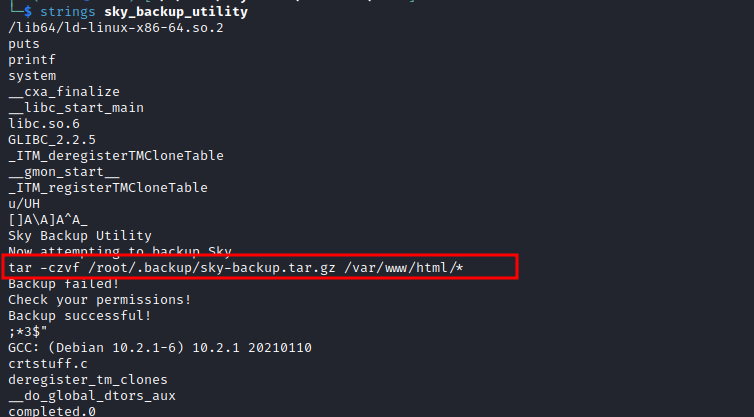 └─$ strings sky_backup_utility
/lib64/ld-linux-x86-64.so.2
puts
printf
system
__cxa_finalize
__libc_start_main
libc.so.6
GLIBC_2.2.5
_ITM_deregisterTMCloneTable
__gmon_start__
_ITM_registerTMCloneTable
u/UH
[]A\A]A^A_
Sky Backup Utility
Now attempting to backup Sky
tar -czvf /root/.backup/sky-backup.tar.gz /var/www/html/*
Backup failed!
Check your permissions!
Backup successful!
;*3$"
GCC: (Debian 10.2.1-6) 10.2.1 20210110
crtstuff.c
deregister_tm_clones
__do_global_dtors_aux
completed.0